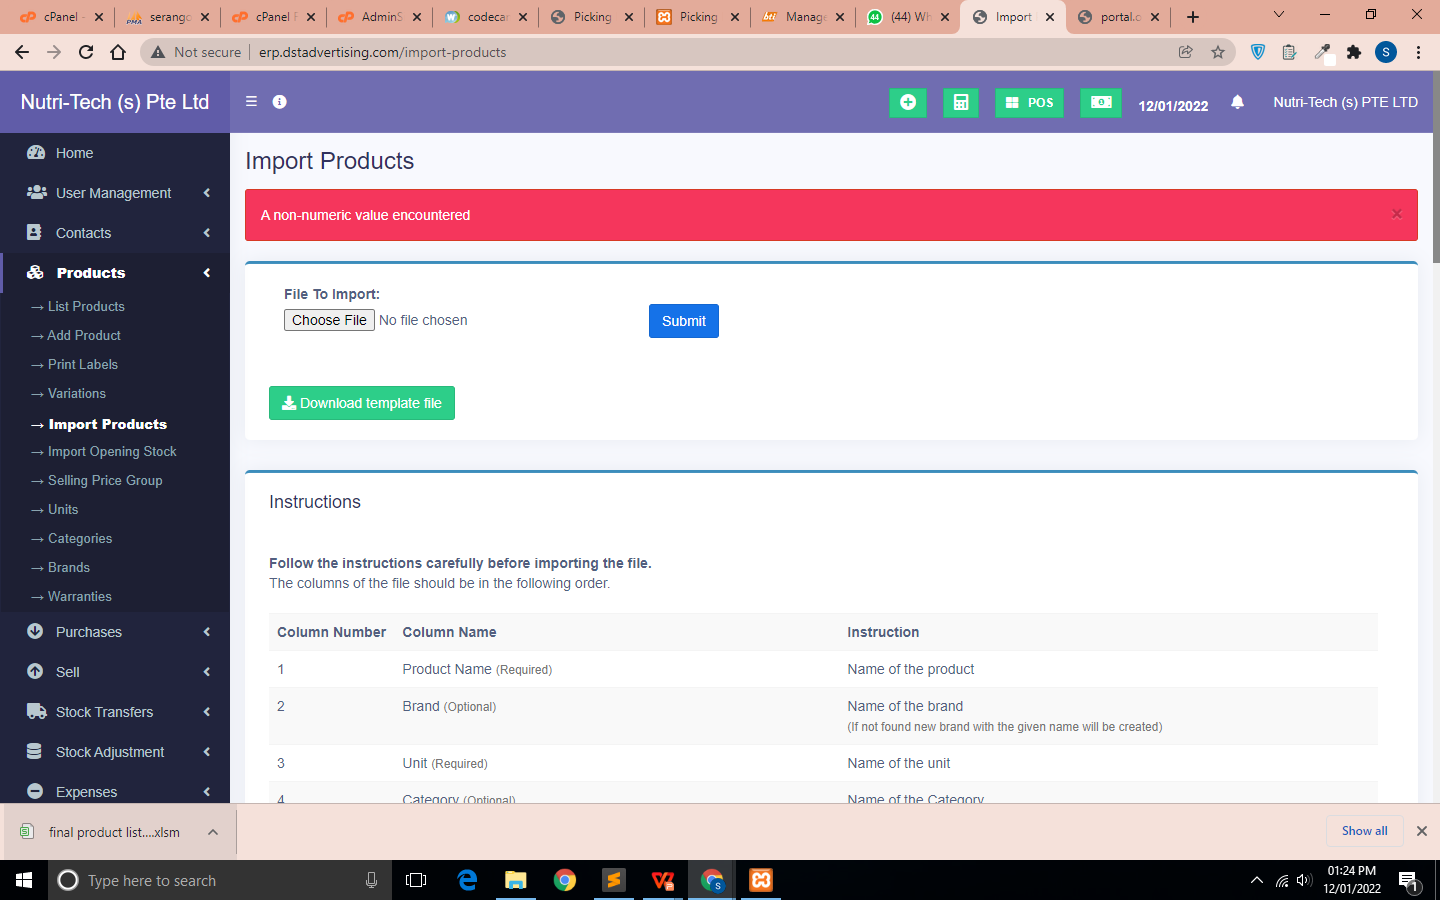 cPanel -
serango
cPanel F
AdminS
codecar
Picking
Picking
bti
Manage
44
(44) Wh
Import
portal.o
Not secure
erp.dstadvertising.com/import-products
S
Nutri-Tech (s) Pte Ltd
POS
12/01/2022
Nutri-Tech (s) PTE LTD
Home
User Management
Contacts
Products
→ List Products
→ Add Product
→ Print Labels
→ Variations
→ Import Products
→ Import Opening Stock
→ Selling Price Group
→ Units
→ Categories
→ Brands
→ Warranties
Purchases
Sell
Stock Transfers
Stock Adjustment
Expenses
Import Products
A non-numeric value encountered
×
File To Import:
Choose File No file chosen
Submit
Download template file
Instructions
Follow the instructions carefully before importing the file.
The columns of the file should be in the following order.
Column Number Column Name Instruction
1 Product Name (Required) Name of the product
2 Brand (Optional) Name of the brand
(If not found new brand with the given name will be created)
3 Unit (Required) Name of the unit
4 Category (Optional) Name of the Category
final product list....xlsm
Show all
Type here to search
01:24 PM
12/01/2022
1